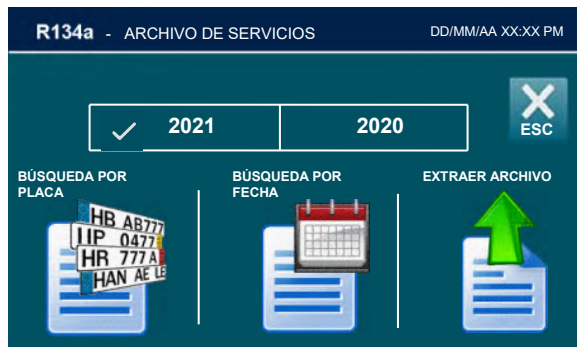 R134a - ARCHIVO DE SERVICIOS DD/MM/AA XX:XX PM
ESC
2021 2020
BÚSQUEDA POR PLACA
BÚSQUEDA POR FECHA
EXTRAER ARCHIVO
HB AB777
IIP 0477
HR 777 A
HAN AE LE